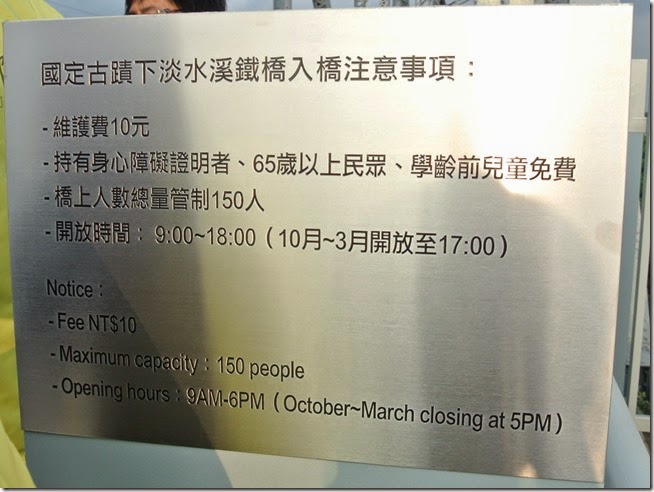 國定古蹟下淡水溪鐵橋入橋注意事項：
- 維護費10元
- 持有身心障礙證明者、65歲以上民眾、學齡前兒童免費
- 橋上人數總量管制150人
- 開放時間： 9:00~18:00（10月~3月開放至17:00）
Notice：
- Fee NT$10
- Maximum capacity：150 people
- Opening hours：9AM-6PM（October~March closing at 5PM）